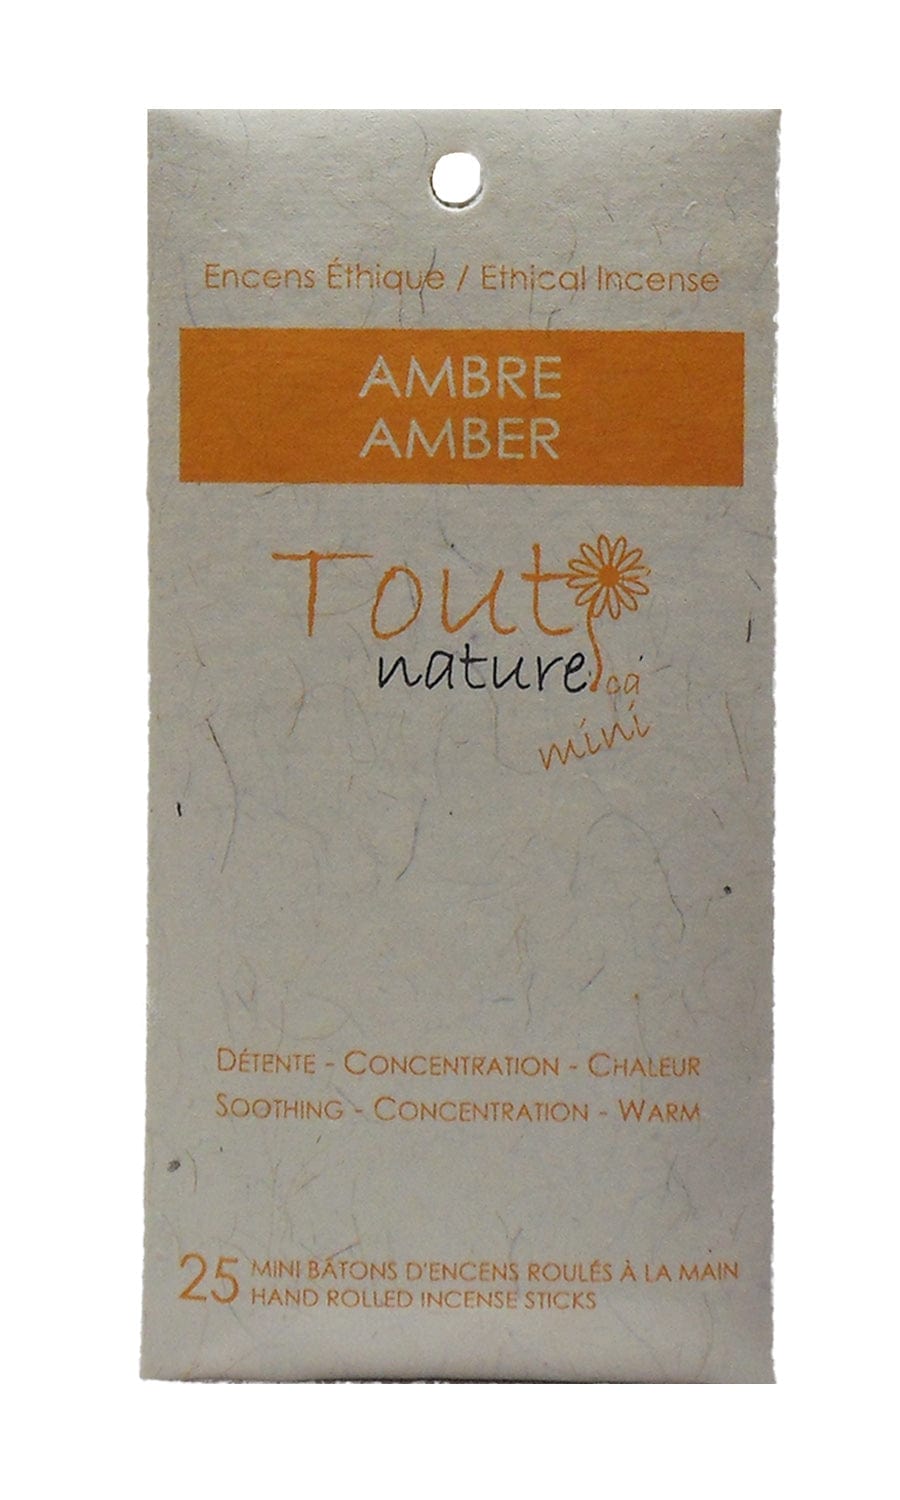 Encens Éthique / Ethical Incense
AMBRE
AMBER
Tout
nature
mini
DÉTENTE - CONCENTRATION - CHALEUR
SOOTHING - CONCENTRATION - WARM
25 MINI BÂTONS D'ENCENS ROULÉS À LA MAIN
HAND ROLLED INCENSE STICKS